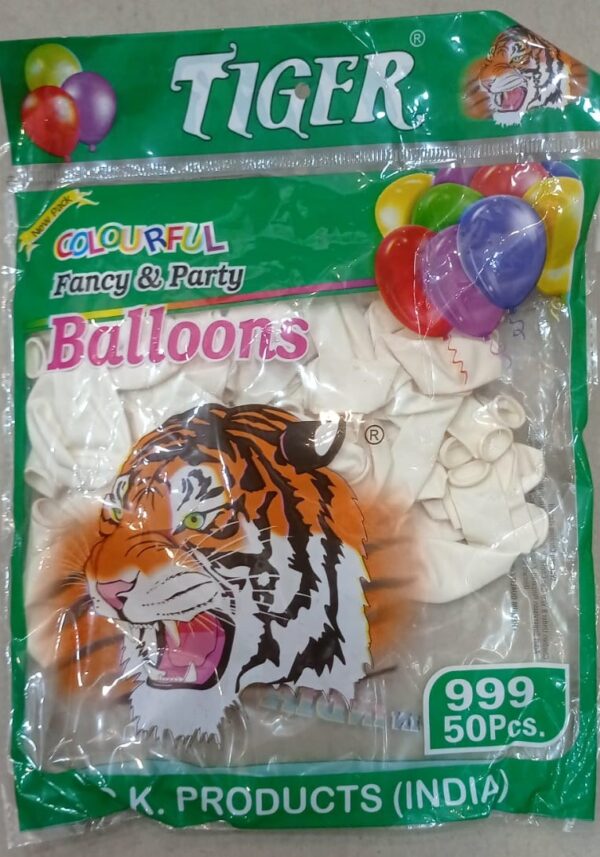 TIGER®
New Pack
COLOURFUL
Fancy & Party
Balloons
®
999
50Pcs.
K. PRODUCTS (INDIA)